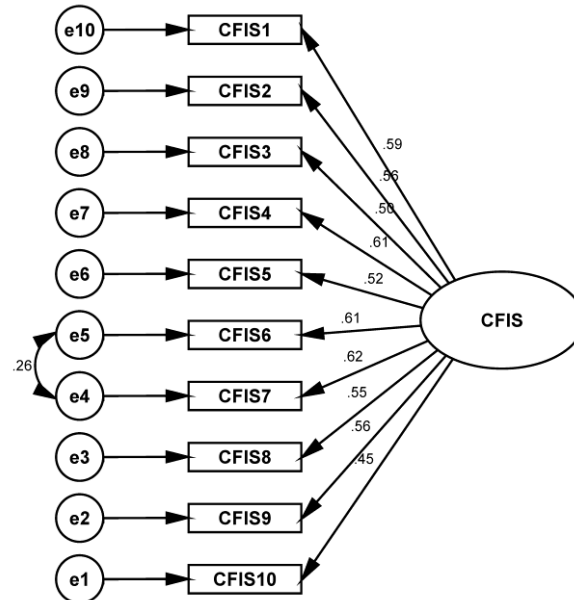 e10 CFIS1
e9 CFIS2
.59
e8 CFIS3
.56
.50
e7 CFIS4
.61
e6 CFIS5
.52
e5 CFIS6
.61
CFIS
.26
e4 CFIS7
.62
.55
e3 CFIS8
.56
.45
e2 CFIS9
e1 CFIS10